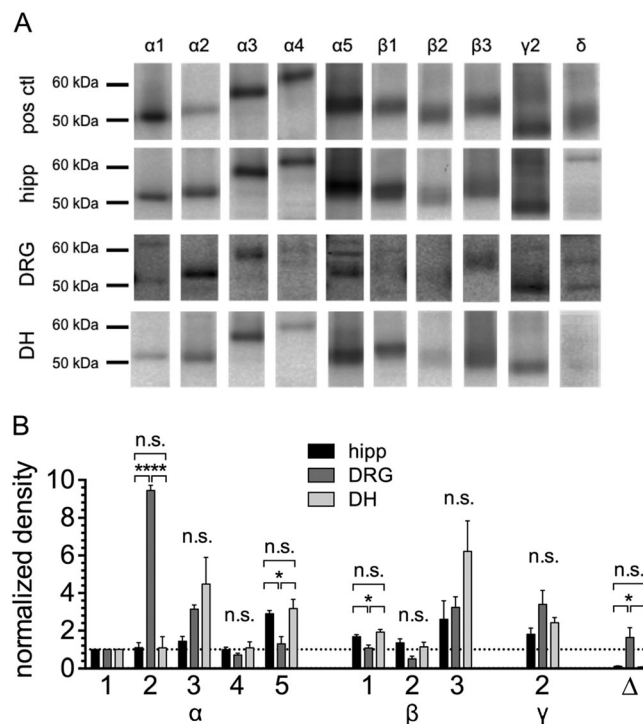 A
α1 α2 α3 α4 α5 β1 β2 β3 γ2 δ
pos ctl
60 kDa
50 kDa
hipp
60 kDa
50 kDa
DRG
60 kDa
50 kDa
DH
60 kDa
50 kDa
B
normalized density
10
8
6
4
2
0
hipp
DRG
DH
n.s.
**** **
n.s.
n.s.
n.s.
*
n.s.
*
n.s.
n.s.
n.s.
n.s.
*
1 2 3 4 5 1 2 3 2 Δ
α β γ